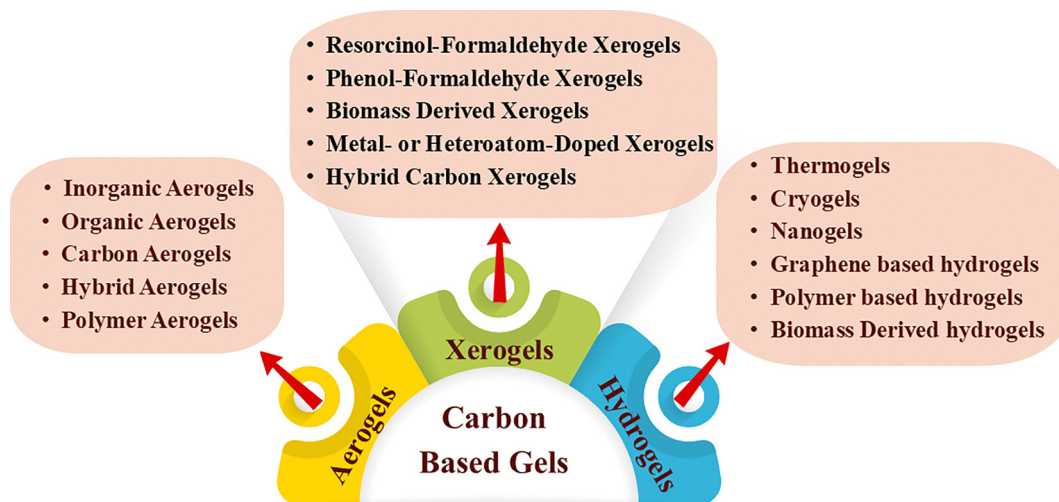 • Resorcinol-Formaldehyde Xerogels
• Phenol-Formaldehyde Xerogels
• Biomass Derived Xerogels
• Metal- or Heteroatom-Doped Xerogels
• Hybrid Carbon Xerogels
• Inorganic Aerogels
• Organic Aerogels
• Carbon Aerogels
• Hybrid Aerogels
• Polymer Aerogels
• Thermogels
• Cryogels
• Nanogels
• Graphene based hydrogels
• Polymer based hydrogels
• Biomass Derived hydrogels
Aerogels
Xerogels
Hydrogels
Carbon
Based Gels